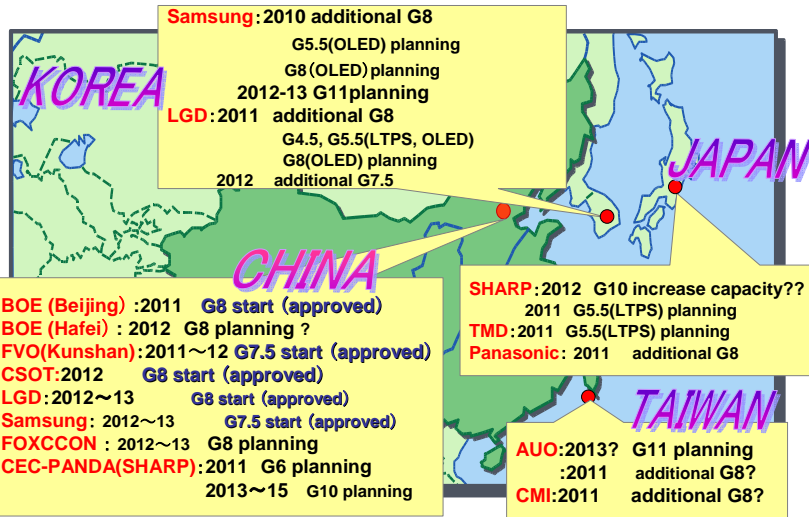 KOREA
Samsung:2010 additional G8
G5.5(OLED) planning
G8(OLED)planning
2012-13 G11planning
LGD:2011 additional G8
G4.5, G5.5(LTPS, OLED)
G8(OLED) planning
2012 additional G7.5
JAPAN
SHARP:2012 G10 increase capacity??
2011 G5.5(LTPS) planning
TMD:2011 G5.5(LTPS) planning
Panasonic: 2011 additional G8
CHINA
BOE (Beijing) :2011 G8 start (approved)
BOE (Hafei) : 2012 G8 planning ?
FVO(Kunshan):2011~12 G7.5 start (approved)
CSOT:2012 G8 start (approved)
LGD:2012~13 G8 start (approved)
Samsung: 2012~13 G7.5 start (approved)
FOXCCON : 2012~13 G8 planning
CEC-PANDA(SHARP):2011 G6 planning
2013~15 G10 planning
TAIWAN
AUO:2013? G11 planning
:2011 additional G8?
CMI:2011 additional G8?